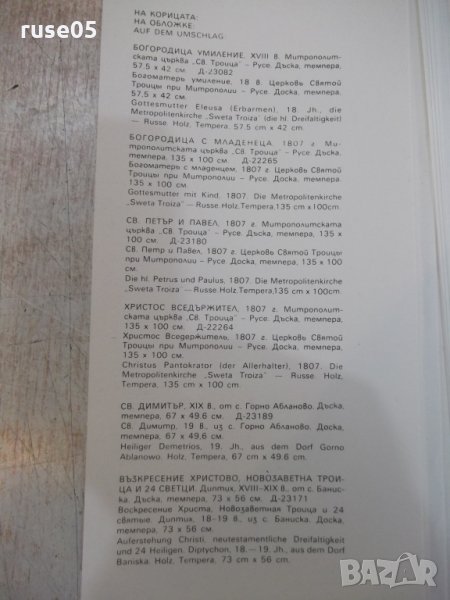 ruse05
НА КОРИЦАТА:
НА ОБЛОЖКЕ:
AUF DEM UMSCHLAG:
БОГОРОДИЦА УМИЛЕНИЕ. XVIII в. Митрополит-
ската църква „Св. Троица" – Русе. Дъска, темпера,
57.5 x 42 см. Д-23082
Богоматерь умиление. 18 в. Церковь Святой
Троицы при Митрополии – Русе. Доска, темпера,
57.5 x 42 см.
Gottesmutter Eleusa (Erbarmen), 18 Jh., die
Metropolitenkirche „Sweta Troiza" (die hl. Dreifaltigkeit)
– Russe. Holz, Tempera. 57.5 cm x 42 cm.
БОГОРОДИЦА С МЛАДЕНЕЦА. 1807 г. Мит-
рополитската църква „Св. Троица" – Русе. Дъска,
темпера. 135 x 100 см. Д-22265
Богоматерь с младенцем, 1807 г. Церковь Святой
Троицы при Митрополии – Русе. Доска, тем-
пера. 135 x 100 см.
Gottesmutter mit Kind. 1807. Die Metropolitenkirche
"Sweta Troiza" – Russe. Holz, Tempera, 135 cm x 100cm.
СВ. ПЕТЪР И ПАВЕЛ, 1807 г. Митрополитската
църква „Св. Троица" – Русе. Дъска, темпера, 135 x
100 см. Д-23180
Св. Петр и Павел, 1807 г. Церковь Святой Троицы
при Митрополии – Русе. Доска, темпера, 135 x
100 см.
Die hl. Petrus und Paulus, 1807. Die Metropolitenkirche
„Sweta Troiza" – Russe. Holz, Tempera, 135 cm x 100cm.
ХРИСТОС ВСЕДЪРЖИТЕЛ, 1807 г. Митрополит-
ската църква „Св. Троица" – Русе. Дъска, темпера,
135 x 100 см. Д-22264
Христос Вседержитель, 1807 г. Церковь Святой
Троицы при Митрополии – Русе. Доска, темпера,
135 x 100 см.
Christus Pantokrator (der Allerhalter), 1807. Die
Metropolitenkirche „Sweta Troiza" – Russe. Holz,
Tempera, 135 cm x 100 cm.
СВ. ДИМИТЪР, XIX в., от с. Горно Абланово. Дъска,
темпера, 67 x 49.6 см. Д-23189
Св. Димитр, 19 в., из с. Горно Абланово, Доска,
темпера, 67 x 49,6 см.
Heiliger Demetrios, 19. Jh., aus dem Dorf Gorno
Ablanowo. Holz, Tempera, 67 cm x 49.6 cm.
ВЪЗКРЕСЕНИЕ ХРИСТОВО, НОВОЗАВЕТНА ТРОИ-
ЦА И 24 СВЕТЦИ. Диптих. XVIII–XIX в., от с. Банис-
ка. Дъска, темпера, 73 x 56 см. Д-23171
Воскресение Христа, Новозаветная Троица и 24
святые. Диптих, 18-19 в., из с. Баниска. Доска,
темпера, 73 x 56 см.
Auferstehung Christi, neutestamentliche Dreifaltigkeit
und 24 Heiligen. Diptychon, 18. – 19. Jh., aus dem Dorf
Baniska. Holz, Tempera, 73 cm x 56 cm.
BAZAR